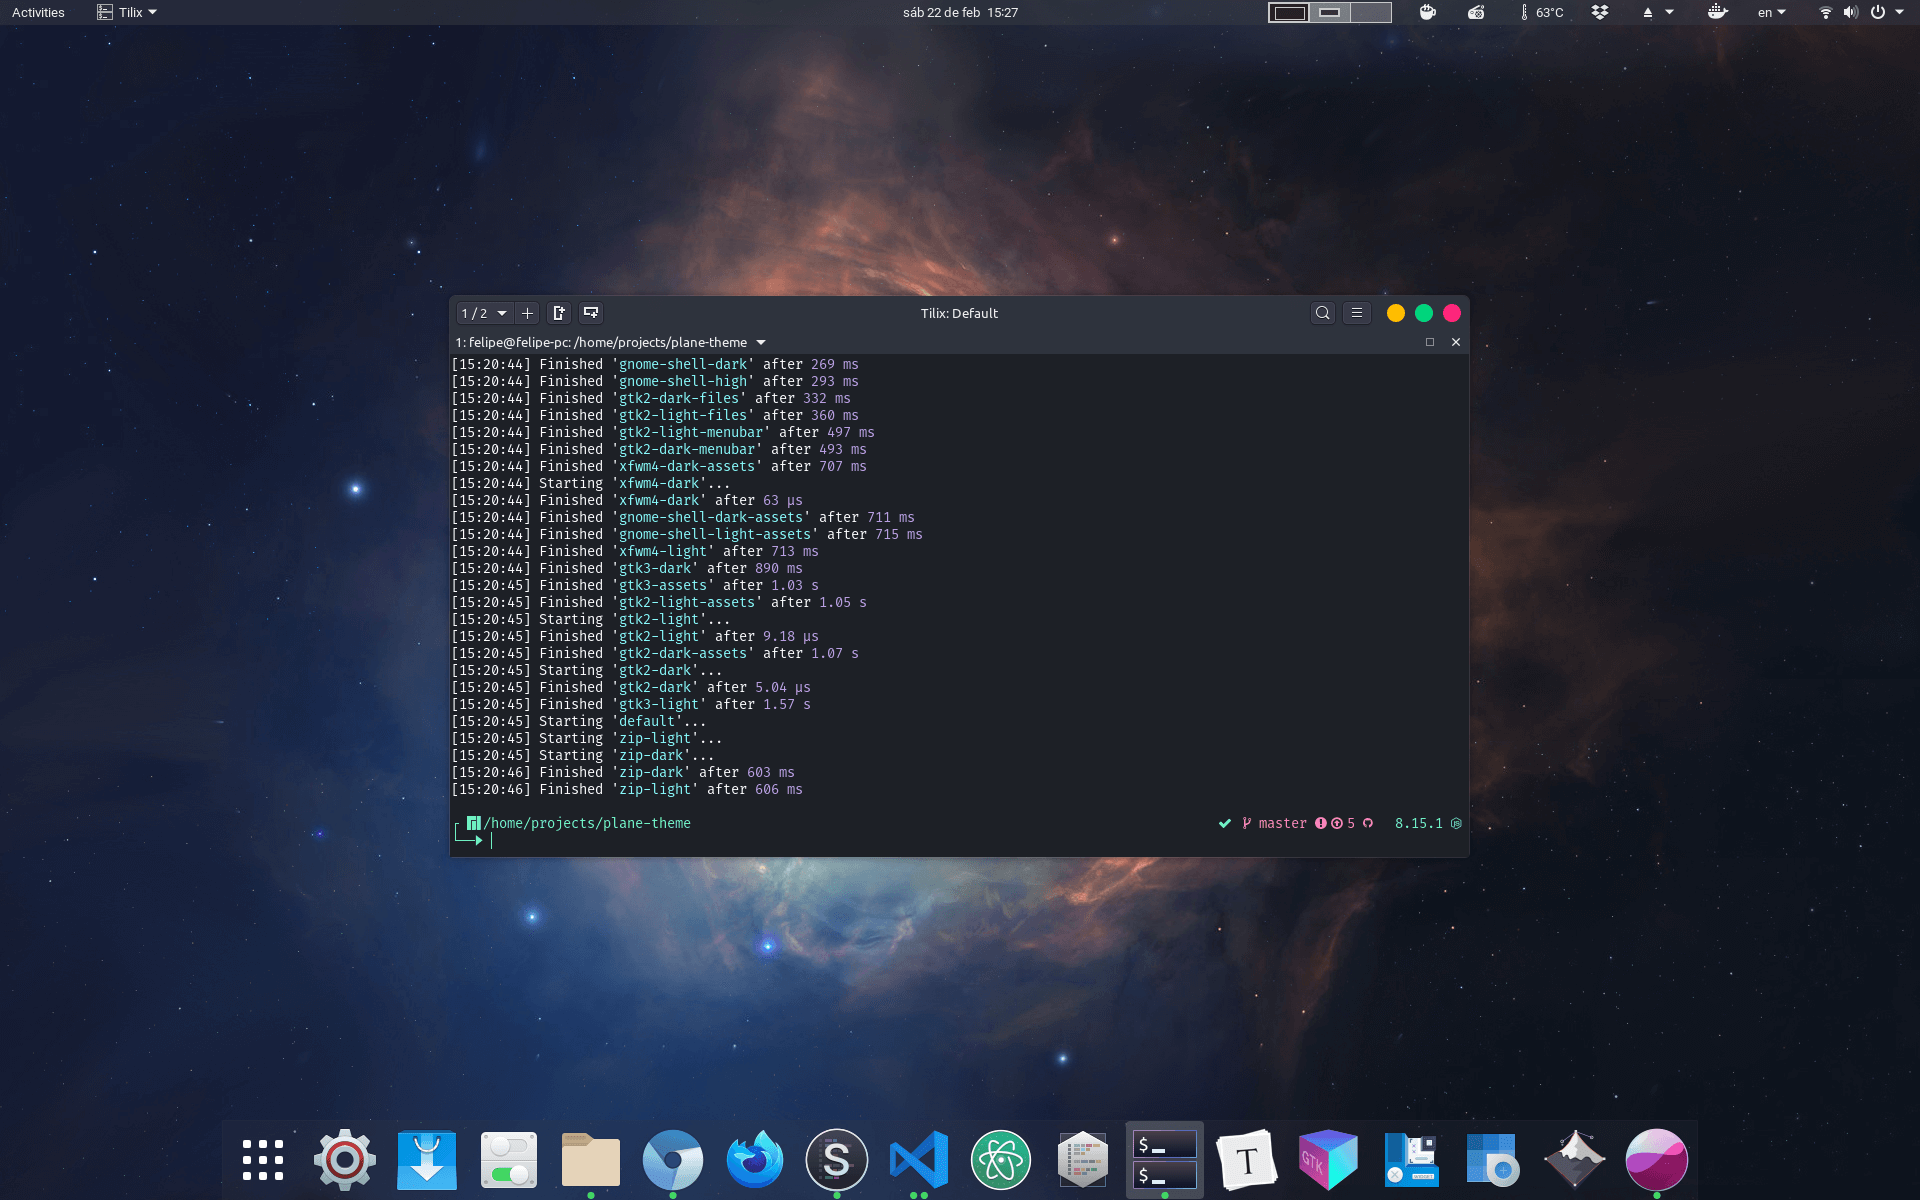 Activities Tilix sáb 22 de feb 15:27 63°C en
1 / 2 Tilix: Default
1: felipe@felipe-pc: /home/projects/plane-theme
[15:20:44] Finished 'gnome-shell-dark' after 269 ms
[15:20:44] Finished 'gnome-shell-high' after 293 ms
[15:20:44] Finished 'gtk2-dark-files' after 332 ms
[15:20:44] Finished 'gtk2-light-files' after 360 ms
[15:20:44] Finished 'gtk2-light-menubar' after 497 ms
[15:20:44] Finished 'gtk2-dark-menubar' after 493 ms
[15:20:44] Finished 'xfwm4-dark-assets' after 707 ms
[15:20:44] Starting 'xfwm4-dark'...
[15:20:44] Finished 'xfwm4-dark' after 63 μs
[15:20:44] Finished 'gnome-shell-dark-assets' after 711 ms
[15:20:44] Finished 'gnome-shell-light-assets' after 715 ms
[15:20:44] Finished 'xfwm4-light' after 713 ms
[15:20:44] Finished 'gtk3-dark' after 890 ms
[15:20:45] Finished 'gtk3-assets' after 1.03 s
[15:20:45] Finished 'gtk2-light-assets' after 1.05 s
[15:20:45] Starting 'gtk2-light'...
[15:20:45] Finished 'gtk2-light' after 9.18 μs
[15:20:45] Finished 'gtk2-dark-assets' after 1.07 s
[15:20:45] Starting 'gtk2-dark'...
[15:20:45] Finished 'gtk2-dark' after 5.04 μs
[15:20:45] Finished 'gtk3-light' after 1.57 s
[15:20:45] Starting 'default'...
[15:20:45] Starting 'zip-light'...
[15:20:45] Starting 'zip-dark'...
[15:20:46] Finished 'zip-dark' after 603 ms
[15:20:46] Finished 'zip-light' after 606 ms
/home/projects/plane-theme master 5 8.15.1
S $ _ $ _ T GTK